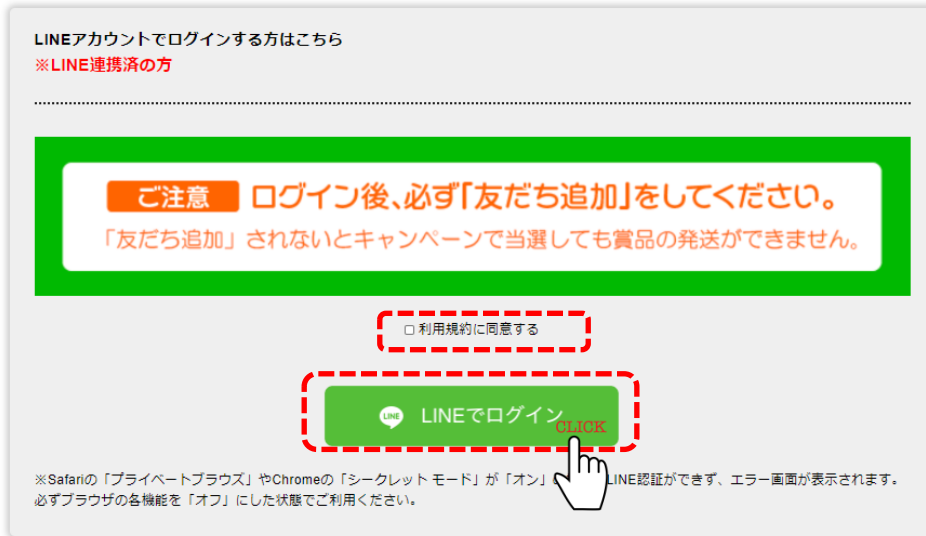 LINEアカウントでログインする方はこちら
※LINE連携済の方
ご注意 ログイン後、必ず「友だち追加」をしてください。
「友だち追加」されないとキャンペーンで当選しても賞品の発送ができません。
利用規約に同意する
LINE LINEでログイン
CLICK
※Safariの「プライベートブラウズ」やChromeの「シークレット モード」が「オン」 LINE認証ができず、エラー画面が表示されます。
必ずブラウザの各機能を「オフ」にした状態でご利用ください。